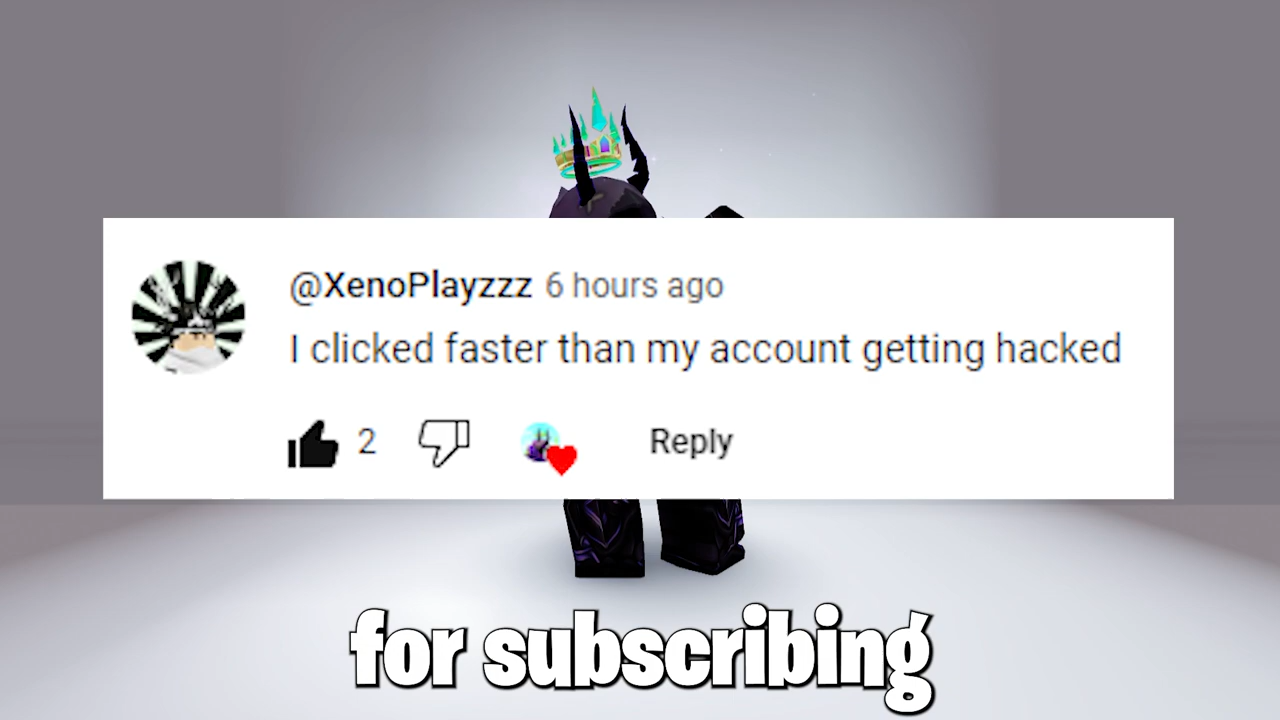 @XenoPlayzzz 6 hours ago
I clicked faster than my account getting hacked
2 Reply
for subscribing